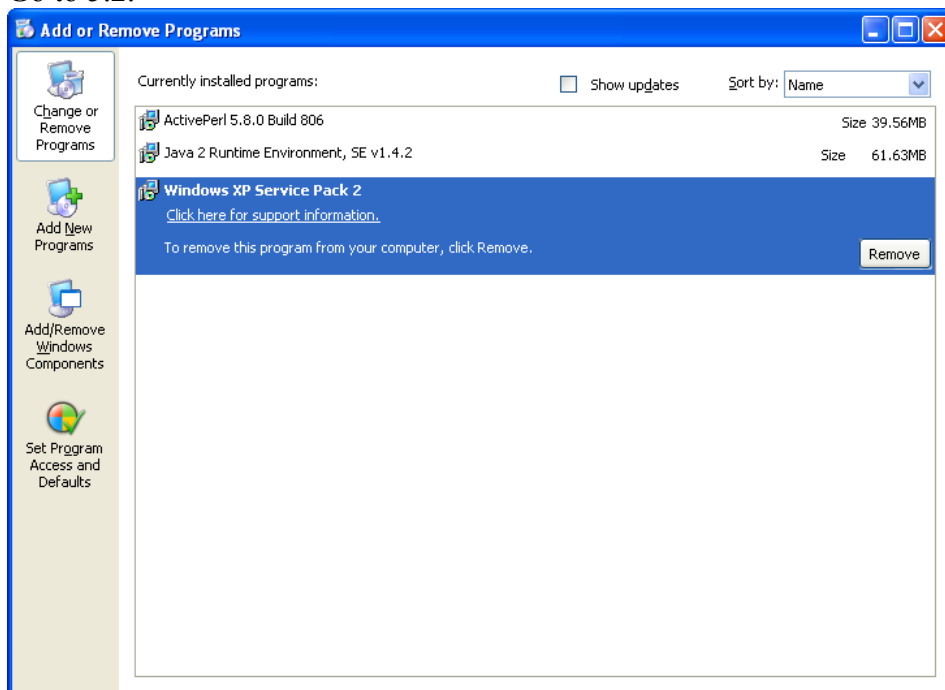 Go to 5.2.
Add or Remove Programs
Currently installed programs:
Show updates
Sort by:
Name
Change or
Remove
Programs
ActivePerl 5.8.0 Build 806
Size 39.56MB
Java 2 Runtime Environment, SE v1.4.2
Size 61.63MB
Windows XP Service Pack 2
Click here for support information.
To remove this program from your computer, click Remove.
Remove
Add New
Programs
Add/Remove
Windows
Components
Set Program
Access and
Defaults